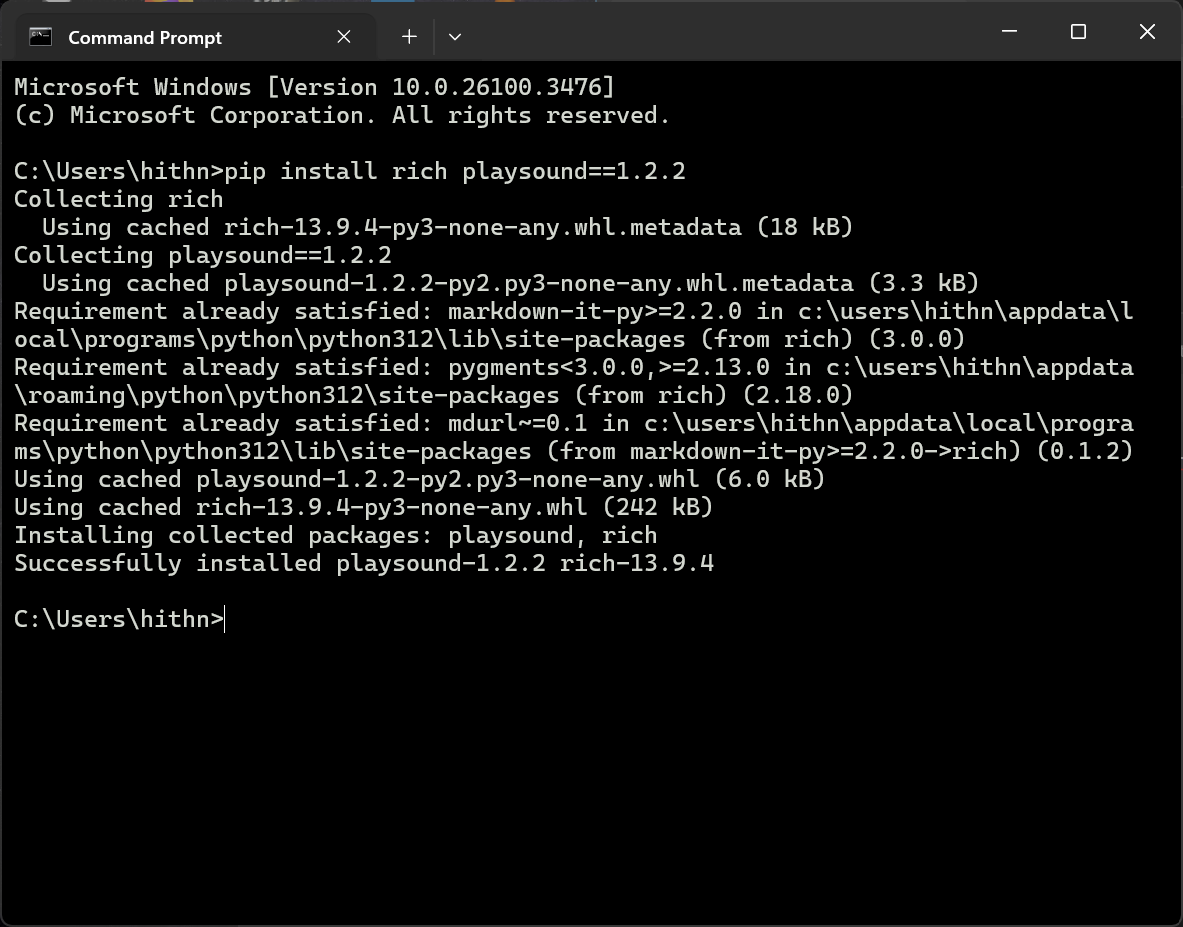 Command Prompt
Microsoft Windows [Version 10.0.26100.3476]
(c) Microsoft Corporation. All rights reserved.
C:\Users\hithn>pip install rich playsound==1.2.2
Collecting rich
  Using cached rich-13.9.4-py3-none-any.whl.metadata (18 kB)
Collecting playsound==1.2.2
  Using cached playsound-1.2.2-py2.py3-none-any.whl.metadata (3.3 kB)
Requirement already satisfied: markdown-it-py>=2.2.0 in c:\users\hithn\appdata\l
ocal\programs\python\python312\lib\site-packages (from rich) (3.0.0)
Requirement already satisfied: pygments<3.0.0,>=2.13.0 in c:\users\hithn\appdata
\roaming\python\python312\site-packages (from rich) (2.18.0)
Requirement already satisfied: mdurl~=0.1 in c:\users\hithn\appdata\local\progra
ms\python\python312\lib\site-packages (from markdown-it-py>=2.2.0->rich) (0.1.2)
Using cached playsound-1.2.2-py2.py3-none-any.whl (6.0 kB)
Using cached rich-13.9.4-py3-none-any.whl (242 kB)
Installing collected packages: playsound, rich
Successfully installed playsound-1.2.2 rich-13.9.4
C:\Users\hithn>